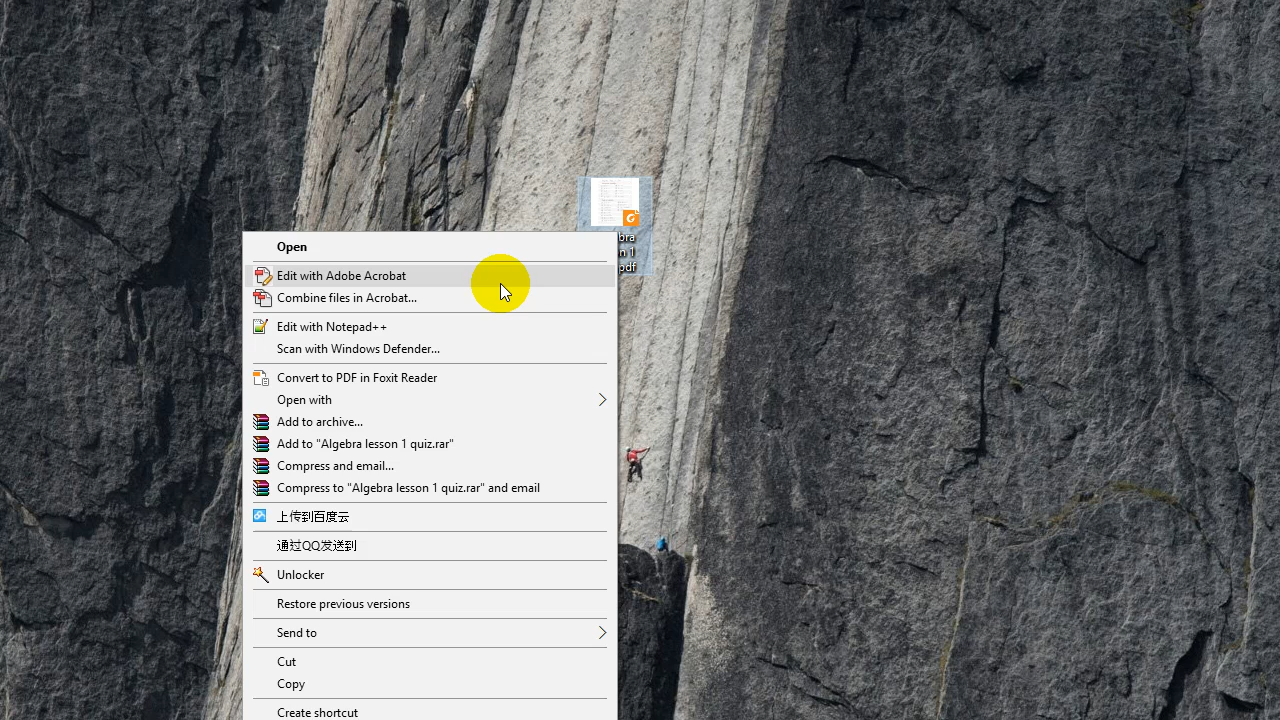 bra
n 1
pdf
Open
Edit with Adobe Acrobat
Combine files in Acrobat...
Edit with Notepad++
Scan with Windows Defender...
Convert to PDF in Foxit Reader
Open with
Add to archive...
Add to "Algebra lesson 1 quiz.rar"
Compress and email...
Compress to "Algebra lesson 1 quiz.rar" and email
上传到百度云
通过QQ发送到
Unlocker
Restore previous versions
Send to
Cut
Copy
Create shortcut